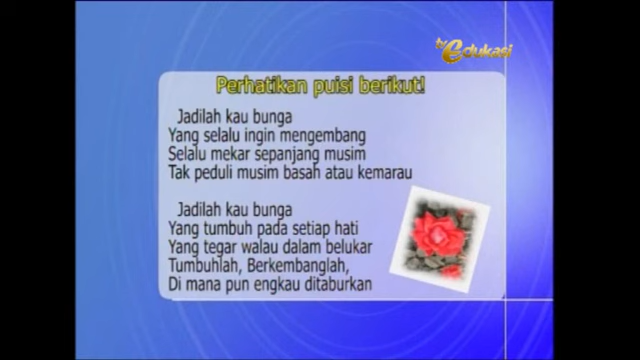 tv edukasi
Perhatikan puisi berikut!
Jadilah kau bunga
Yang selalu ingin mengembang
Selalu mekar sepanjang musim
Tak peduli musim basah atau kemarau
Jadilah kau bunga
Yang tumbuh pada setiap hati
Yang tegar walau dalam belukar
Tumbuhlah, Berkembanglah,
Di mana pun engkau ditaburkan